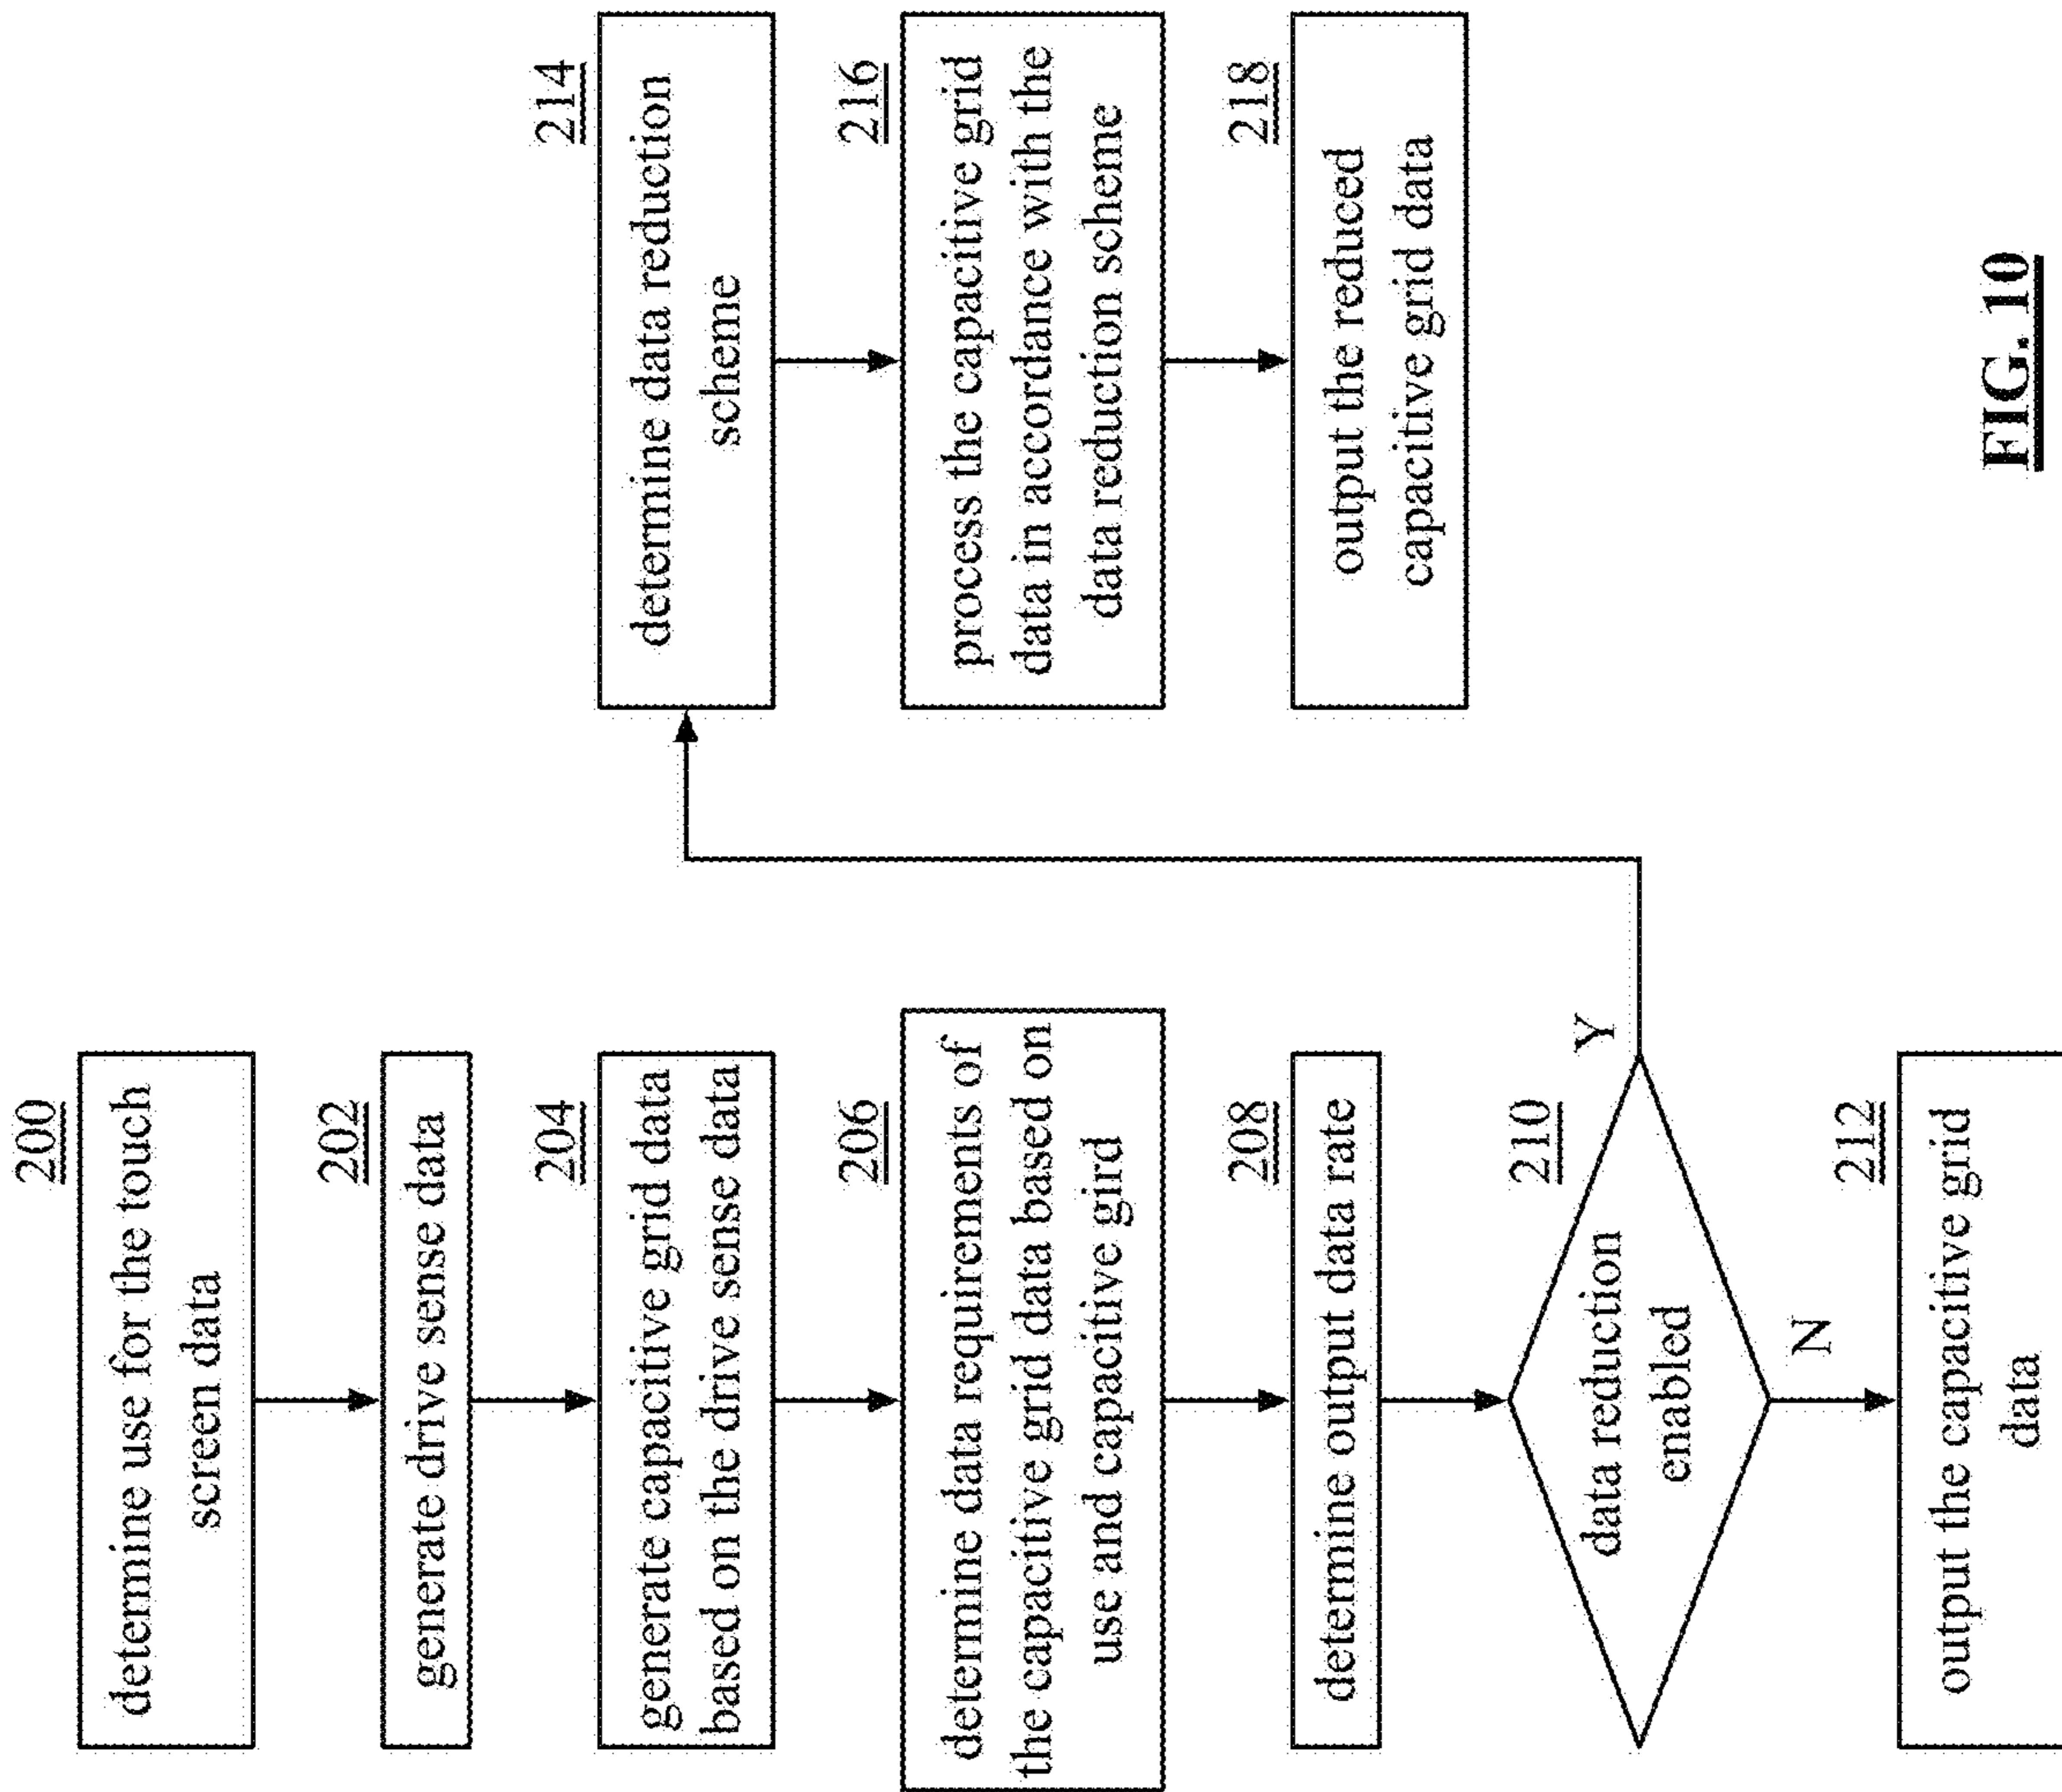 200
determine use for the touch
screen data
202
generate drive sense data
204
generate capacitive grid data
based on the drive sense data
206
determine data requirements of
the capacitive grid data based on
use and capacitive gird
208
determine output data rate
210
data reduction
enabled
Y
N
212
output the capacitive grid
data
214
determine data reduction
scheme
216
process the capacitive grid
data in accordance with the
data reduction scheme
218
output the reduced
capacitive grid data
FIG. 10